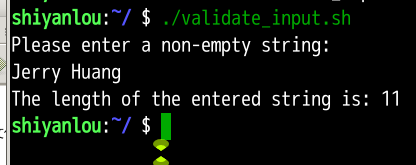 shiyanlou:~/ $ ./validate_input.sh
Please enter a non-empty string:
Jerry Huang
The length of the entered string is: 11
shiyanlou:~/ $